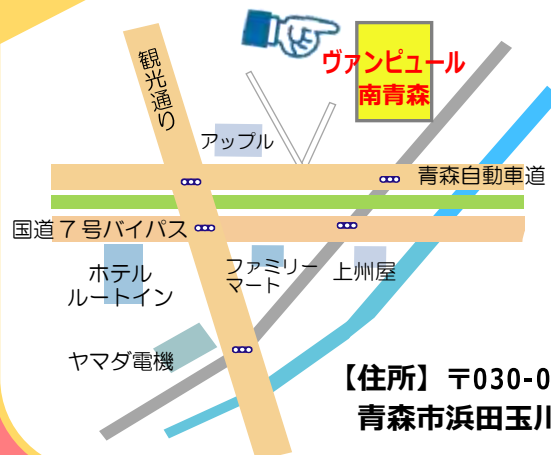 観光通り
ヴァンピュール
南青森
アップル
青森自動車道
国道７号バイパス
ホテル
ルートイン
ファミリー
マート
上州屋
ヤマダ電機
【住所】〒030-0
青森市浜田玉川